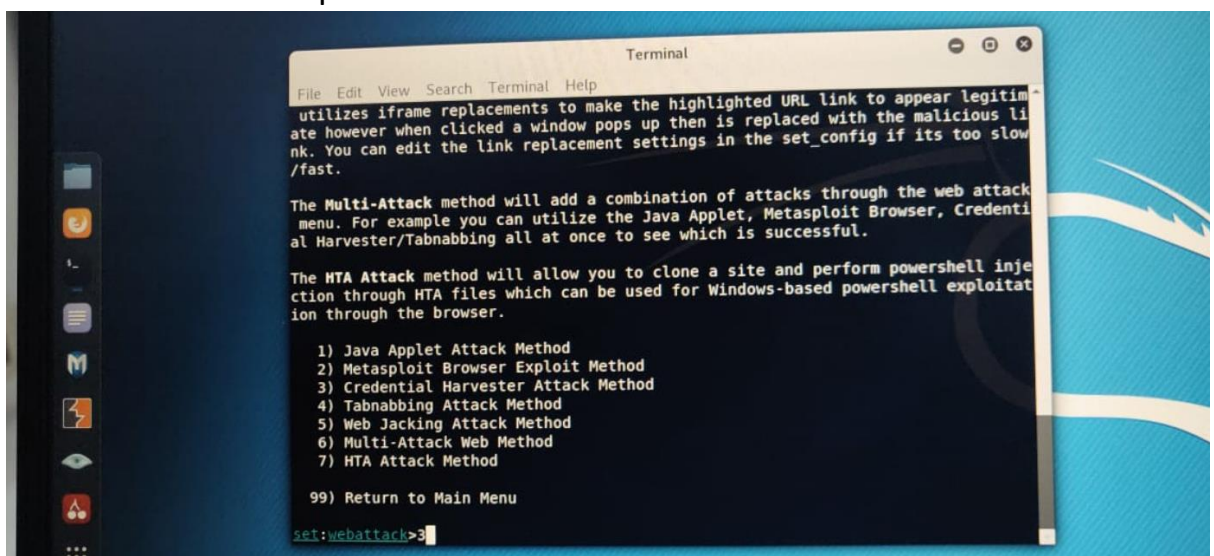 Terminal
File Edit View Search Terminal Help
utilizes iframe replacements to make the highlighted URL link to appear legitim
ate however when clicked a window pops up then is replaced with the malicious li
nk. You can edit the link replacement settings in the set_config if its too slow
/fast.
The Multi-Attack method will add a combination of attacks through the web attack
menu. For example you can utilize the Java Applet, Metasploit Browser, Credenti
al Harvester/Tabnabbing all at once to see which is successful.
The HTA Attack method will allow you to clone a site and perform powershell inje
ction through HTA files which can be used for Windows-based powershell exploitat
ion through the browser.
1) Java Applet Attack Method
2) Metasploit Browser Exploit Method
3) Credential Harvester Attack Method
4) Tabnabbing Attack Method
5) Web Jacking Attack Method
6) Multi-Attack Web Method
7) HTA Attack Method
99) Return to Main Menu
set:webattack>3